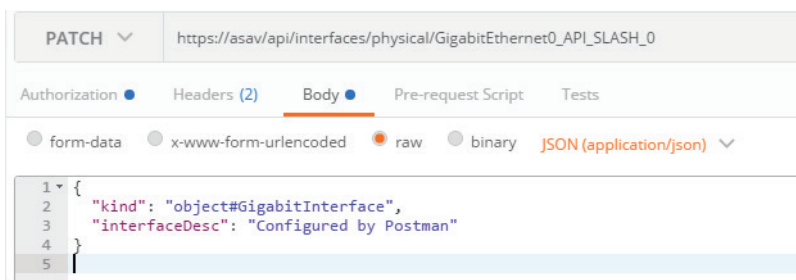 PATCH https://asav/api/interfaces/physical/GigabitEthernet0_API_SLASH_0
Authorization Headers (2) Body Pre-request Script Tests
form-data x-www-form-urlencoded raw binary JSON (application/json)
1 {
2 "kind": "object#GigabitInterface",
3 "interfaceDesc": "Configured by Postman"
4 }
5